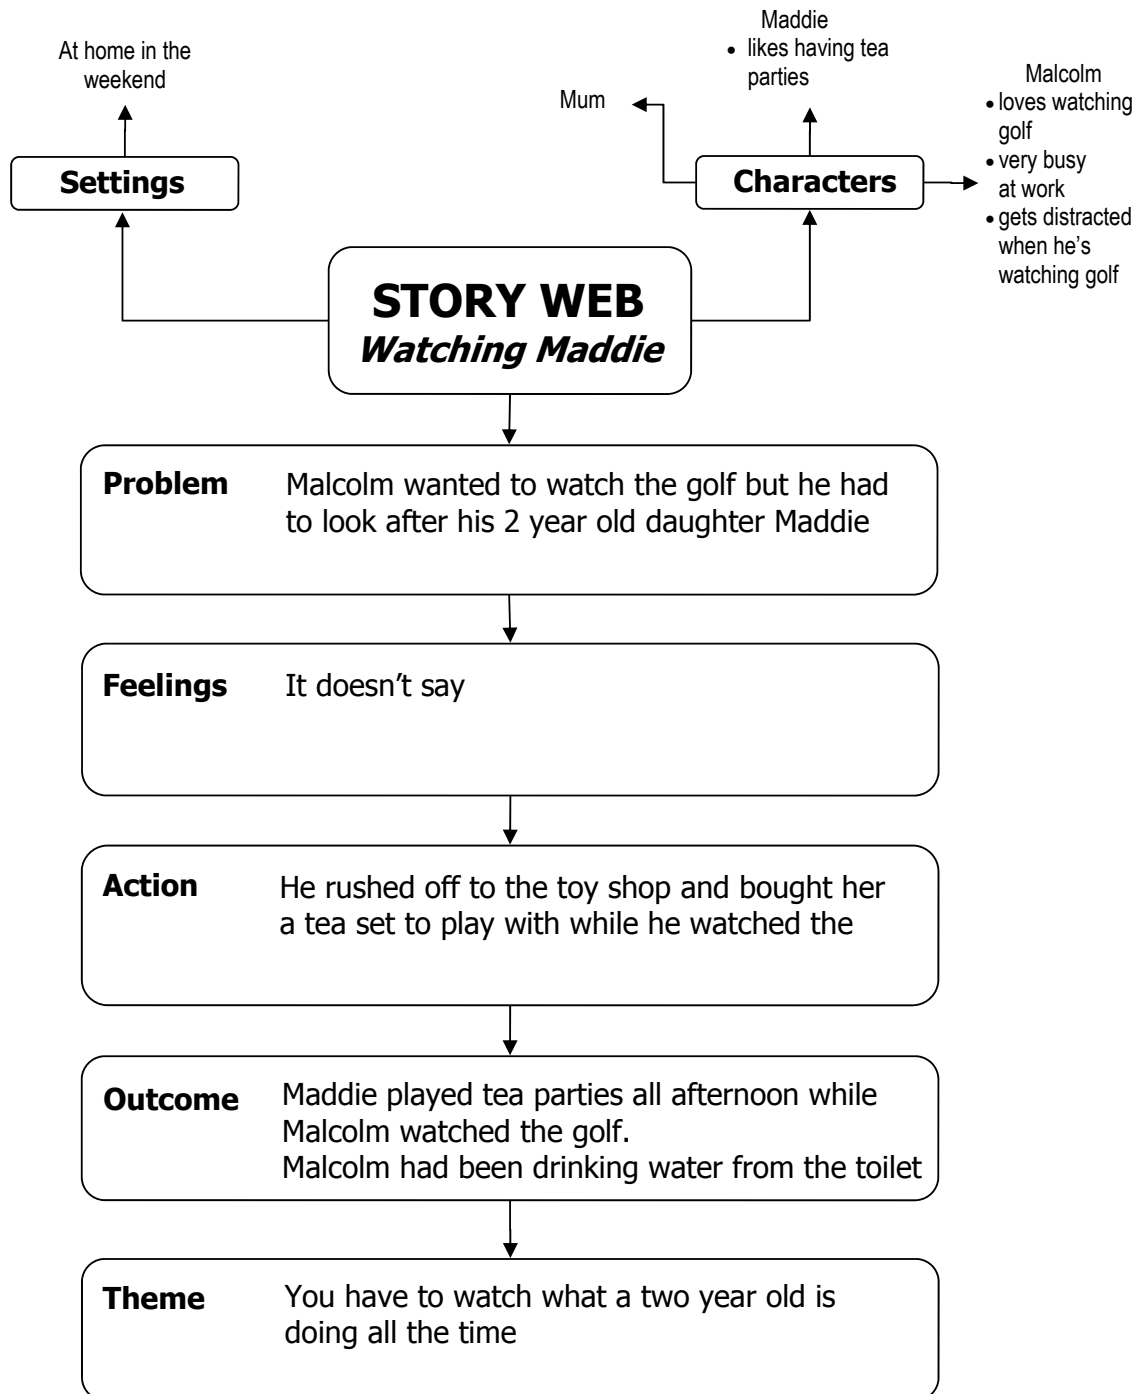 At home in the
weekend
Settings
Mum
Maddie
• likes having tea
parties
Characters
Malcolm
• loves watching
golf
• very busy
at work
• gets distracted
when he's
watching golf
STORY WEB
Watching Maddie
Problem
Malcolm wanted to watch the golf but he had
to look after his 2 year old daughter Maddie
Feelings
It doesn't say
Action
He rushed off to the toy shop and bought her
a tea set to play with while he watched the
Outcome
Maddie played tea parties all afternoon while
Malcolm watched the golf.
Malcolm had been drinking water from the toilet
Theme
You have to watch what a two year old is
doing all the time